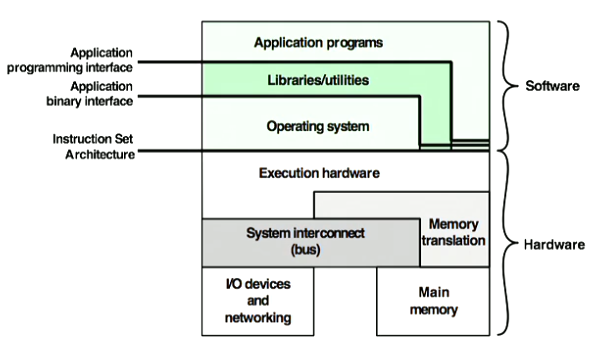 Application programs
Application
programming interface
Libraries/utilities
Software
Application
binary interface
Operating system
Instruction Set
Architecture
Execution hardware
Memory
translation
System interconnect
(bus)
Hardware
I/O devices
and
networking
Main
memory